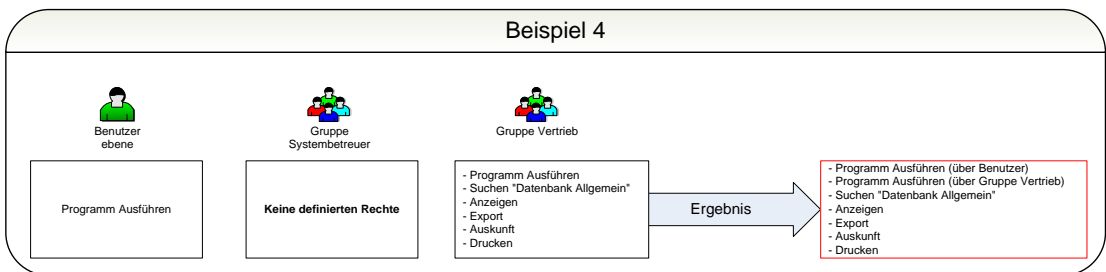 Beispiel 4
Benutzer
ebene
Gruppe
Systembetreuer
Gruppe Vertrieb
Programm Ausführen
Keine definierten Rechte
- Programm Ausführen
- Suchen "Datenbank Allgemein"
- Anzeigen
- Export
- Auskunft
- Drucken
Ergebnis
- Programm Ausführen (über Benutzer)
- Programm Ausführen (über Gruppe Vertrieb)
- Suchen "Datenbank Allgemein"
- Anzeigen
- Export
- Auskunft
- Drucken